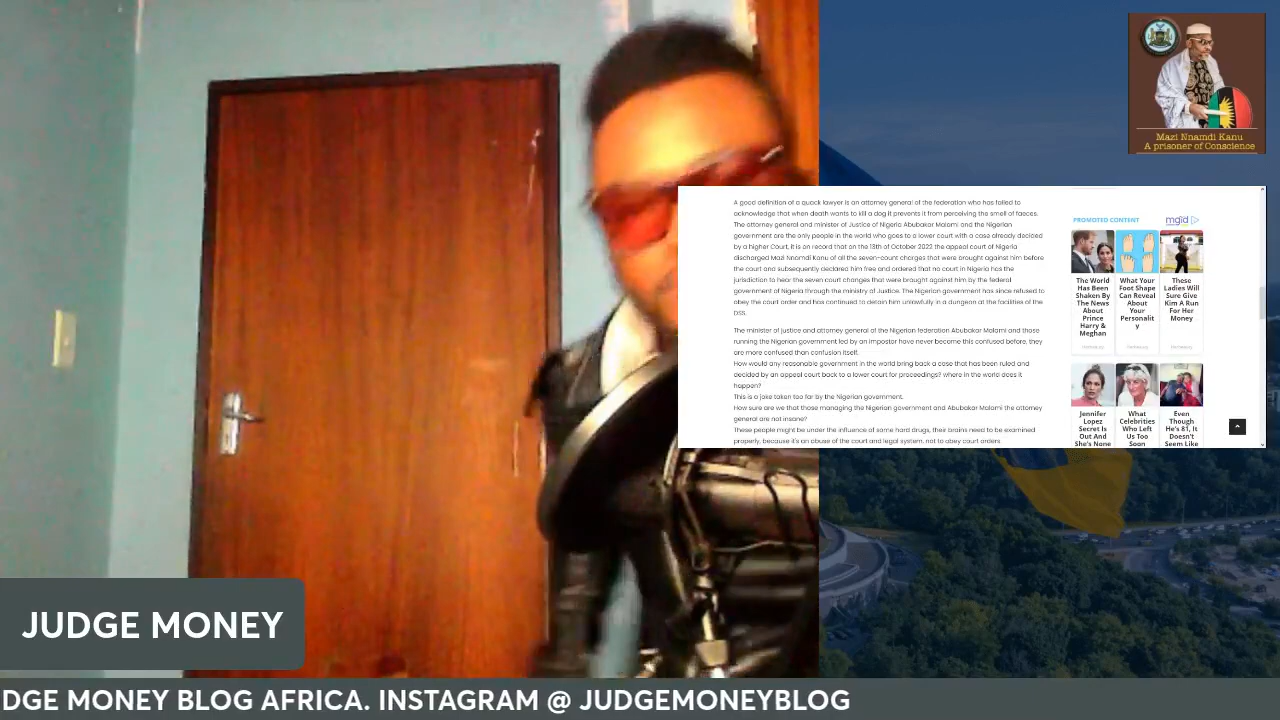 Mazi Nnamdi Kanu
A prisoner of Conscience
A good definition of a quack lawyer is an attorney general of the federation who has failed to
acknowledge that when death wants to kill a dog it prevents it from perceiving the smell of faeces.
The attorney general and minister of Justice of Nigeria Abubakar Malami and the Nigerian
government are the only people in the world who goes to a lower court with a case already decided
by a higher Court, it is on record that on the 13th of October 2022 the appeal court of Nigeria
discharged Mazi Nnamdi Kanu of all the seven-count charges that were brought against him before
the court and subsequently declared him free and ordered that no court in Nigeria has the
jurisdiction to hear the seven court charges that were brought against him by the federal
government of Nigeria through the ministry of Justice. The Nigerian government has since refused to
obey the court order and has continued to detain him unlawfully in a dungeon at the facilities of the
DSS.
The minister of justice and attorney general of the Nigerian federation Abubakar Malami and those
running the Nigerian government led by an impostor have never become this confused before, they
are more confused than confusion itself.
How would any reasonable government in the world bring back a case that has been ruled and
decided by an appeal court back to a lower court for proceedings? where in the world does it
happen?
This is a joke taken too far by the Nigerian government.
How sure are we that those managing the Nigerian government and Abubakar Malami the attorney
general are not insane?
These people might be under the influence of some hard drugs, their brains need to be examined
properly, because it's an abuse of the court and legal system, not to obey court orders
PROMOTED CONTENT
mgid
The World
Has Been
Shaken By
The News
About
Prince
Harry &
Meghan
What Your
Foot Shape
Can Reveal
About
Your
Personalit
y
These
Ladies Will
Sure Give
Kim A Run
For Her
Money
Jennifer
Lopez
Secret Is
Out And
She's None
What
Celebrities
Who Left
Us Too
Soon
Even
Though
He's 81, It
Doesn't
Seem Like
JUDGE MONEY
DGE MONEY BLOG AFRICA. INSTAGRAM @ JUDGEMONEYBLOG